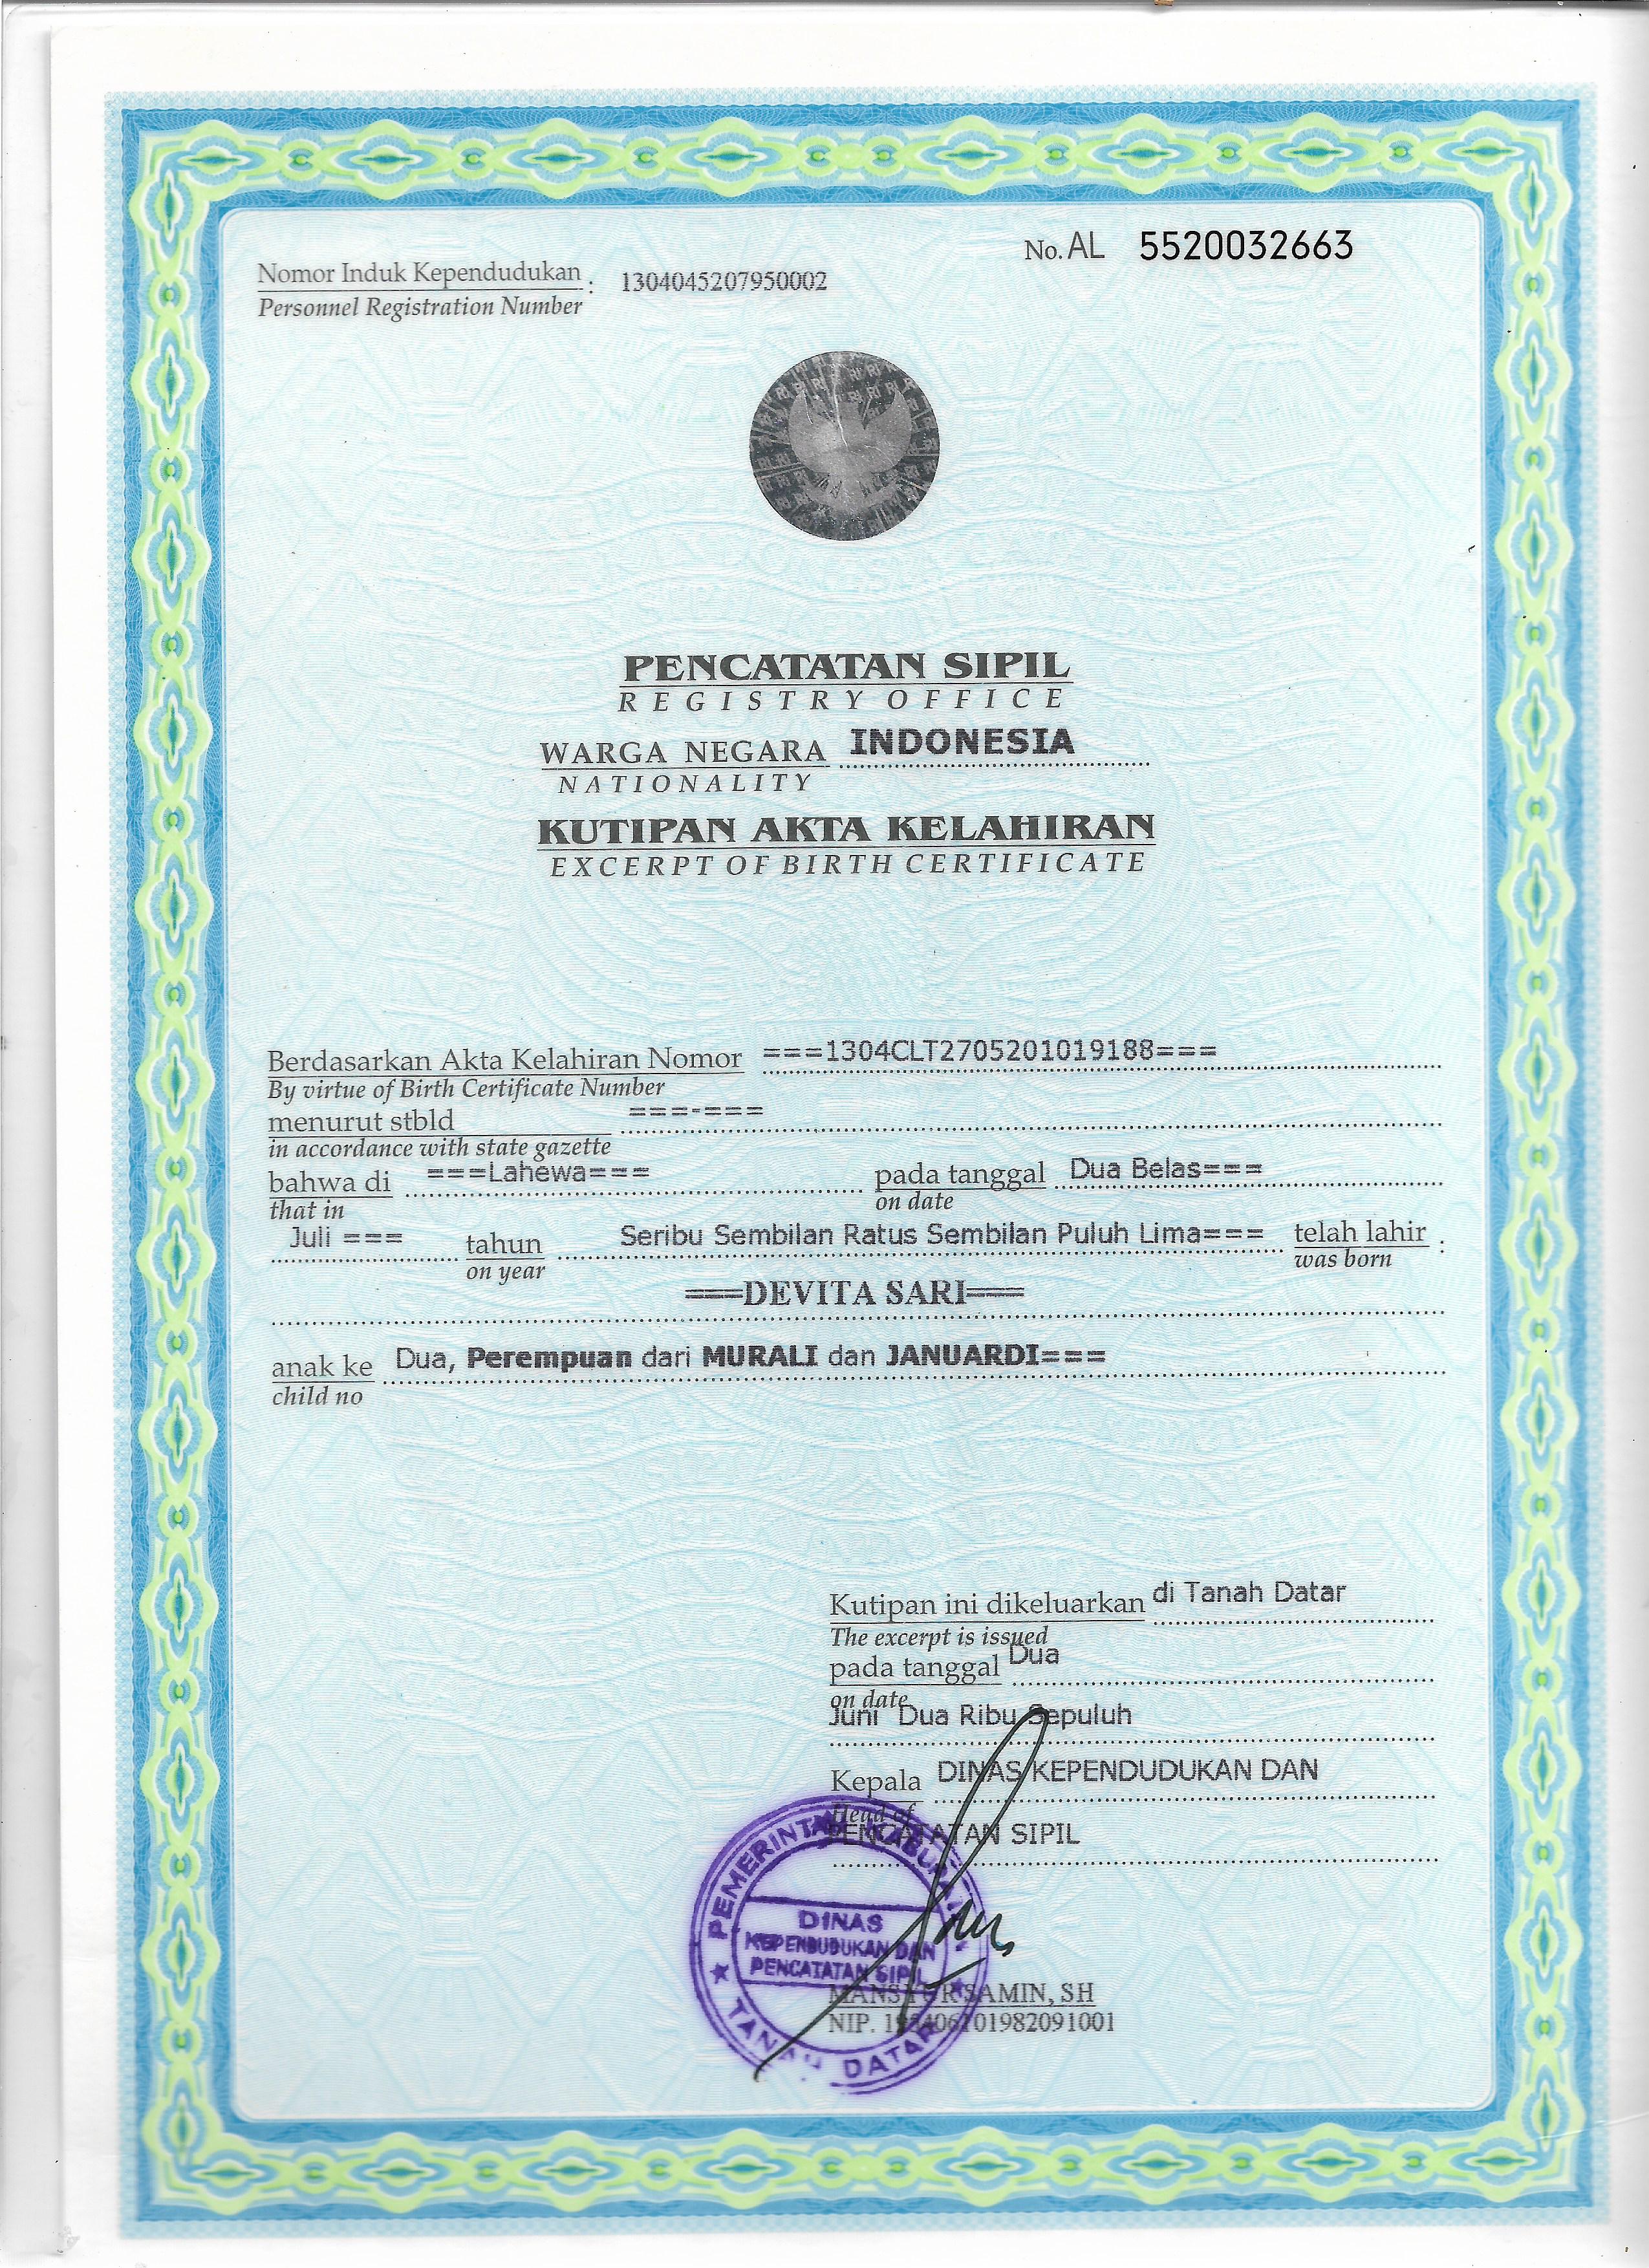 No. AL 5520032663
Nomor Induk Kependudukan : 1304045207950002
Personnel Registration Number
PENCATATAN SIPIL
REGISTRY OFFICE
WARGA NEGARA INDONESIA
NATIONALITY
KUTIPAN AKTA KELAHIRAN
EXCERPT OF BIRTH CERTIFICATE
Berdasarkan Akta Kelahiran Nomor ===1304CLT2705201019188===
By virtue of Birth Certificate Number
menurut stbld ===-===
in accordance with state gazette
bahwa di ===Lahewa=== pada tanggal Dua Belas===
that in on date
Juli === tahun Seribu Sembilan Ratus Sembilan Puluh Lima=== telah lahir :
on year was born
===DEVITA SARI===
anak ke Dua, Perempuan dari MURALI dan JANUARDI===
child no
Kutipan ini dikeluarkan di Tanah Datar
The excerpt is issued
pada tanggal Dua
on date
Juni Dua Ribu Sepuluh
Kepala DINAS KEPENDUDUKAN DAN
Head of
PENCATATAN SIPIL
PEMERINTAH KABUPATEN
DINAS
KEPENDUDUKAN DAN
PENCATATAN SIPIL
TANAH DATAR
MANSYUR SAMIN, SH
NIP.